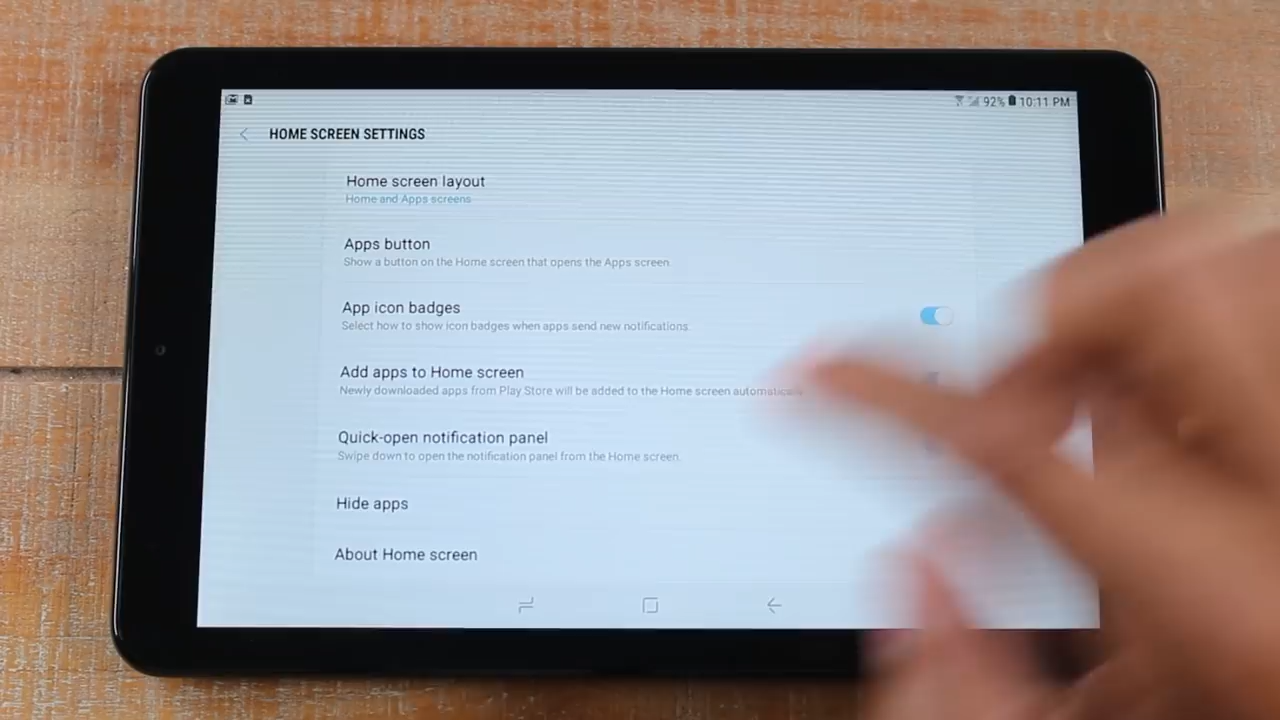 92% 10:11 PM
HOME SCREEN SETTINGS
Home screen layout
Home and Apps screens
Apps button
Show a button on the Home screen that opens the Apps screen.
App icon badges
Select how to show icon badges when apps send new notifications.
Add apps to Home screen
Newly downloaded apps from Play Store will be added to the Home screen automatically.
Quick-open notification panel
Swipe down to open the notification panel from the Home screen.
Hide apps
About Home screen